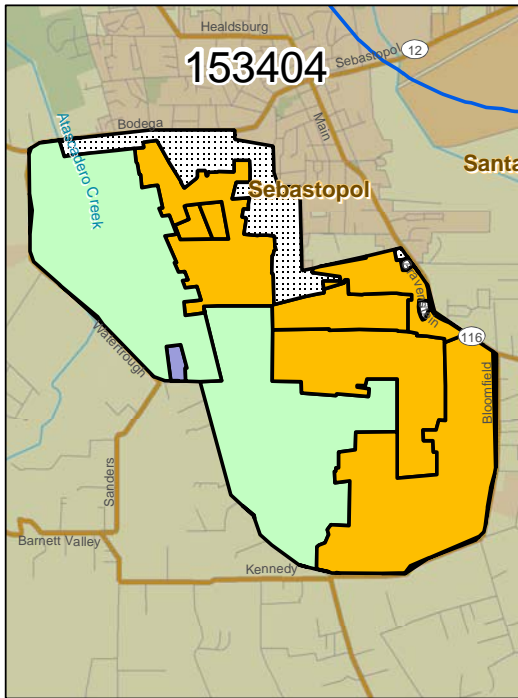 Healdsburg
Sebastopol
12
153404
Bodega
Main
Atascadero Creek
Santa
Sebastopol
Gravenstein
116
Watertrough
Bloomfield
Sanders
Barnett Valley
Kennedy